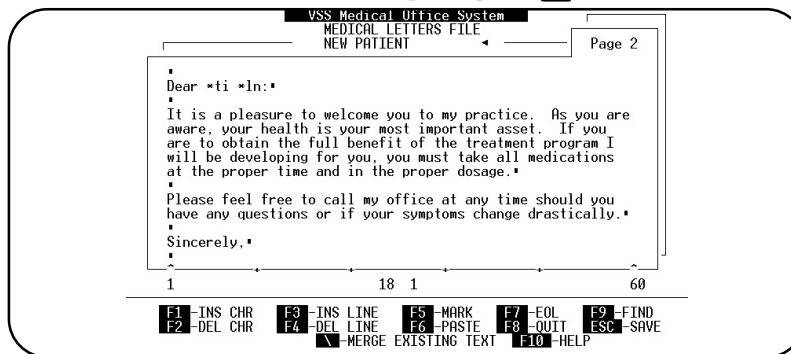 VSS Medical Office System
MEDICAL LETTERS FILE
NEW PATIENT
Page 2
Dear *ti *ln:
It is a pleasure to welcome you to my practice. As you are
aware, your health is your most important asset. If you
are to obtain the full benefit of the treatment program I
will be developing for you, you must take all medications
at the proper time and in the proper dosage.
Please feel free to call my office at any time should you
have any questions or if your symptoms change drastically.
Sincerely,
1 18 1 60
F1-INS CHR F3-INS LINE F5-MARK F7-EOL F9-FIND
F2-DEL CHR F4-DEL LINE F6-PASTE F8-QUIT ESC-SAVE
\-MERGE EXISTING TEXT F10-HELP